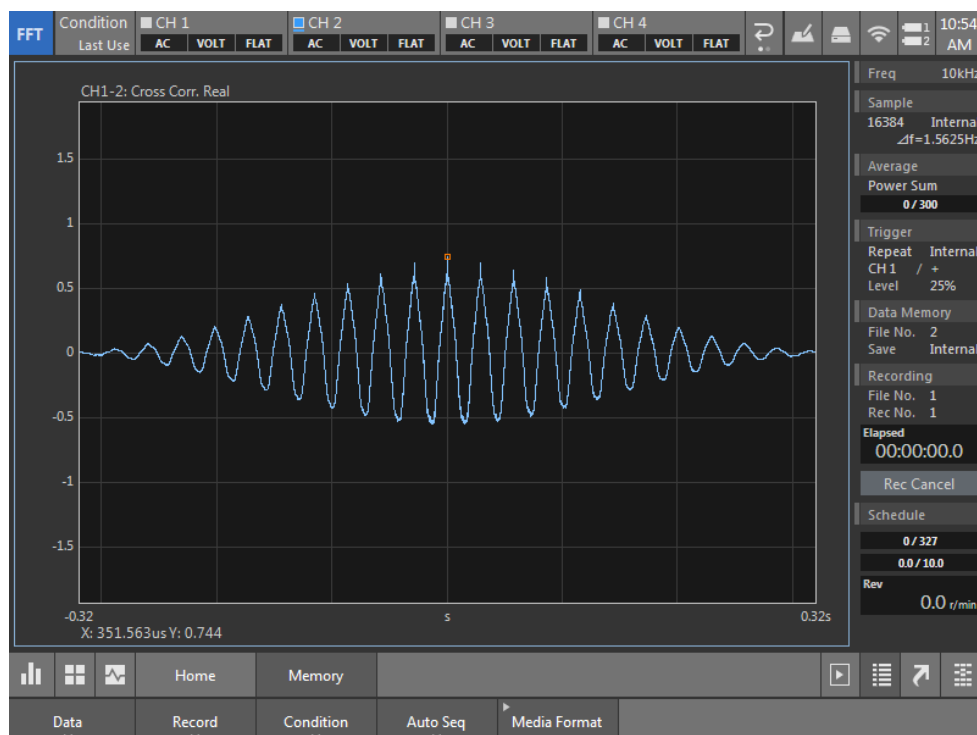 FFT
Condition
Last Use
CH 1
AC VOLT FLAT
CH 2
AC VOLT FLAT
CH 3
AC VOLT FLAT
CH 4
AC VOLT FLAT
1
2
10:54
AM
CH1-2: Cross Corr. Real
1.5
1
0.5
0
-0.5
-1
-1.5
-0.32 s 0.32s
X: 351.563us Y: 0.744
Freq 10kHz
Sample
16384 Interna
⊿f=1.5625Hz
Average
Power Sum
0 / 300
Trigger
Repeat Internal
CH 1 / +
Level 25%
Data Memory
File No. 2
Save Internal
Recording
File No. 1
Rec No. 1
Elapsed
00:00:00.0
Rec Cancel
Schedule
0 / 327
0.0 / 10.0
Rev
0.0 r/min
Home Memory
Data Record Condition Auto Seq Media Format